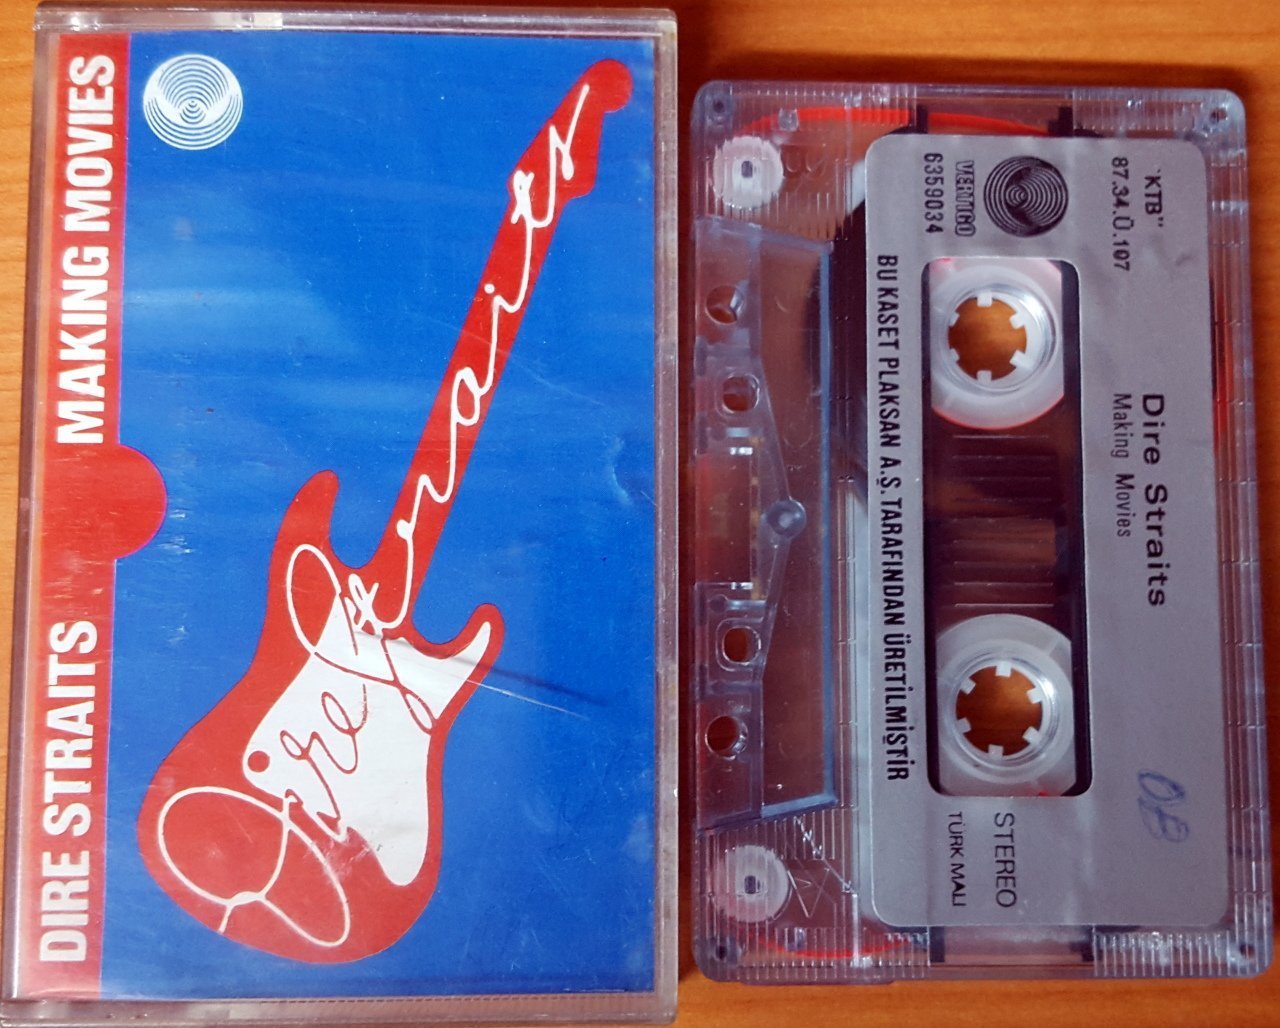 DIRE STRAITS MAKING MOVIES
Dire Straits
Dire Straits
Making Movies
"KTB"
87.34.Ü.107
VERTIGO
6359034
STEREO
TÜRK MALI
BU KASET PLAKSAN A.Ş. TARAFINDAN ÜRETİLMİŞTİR